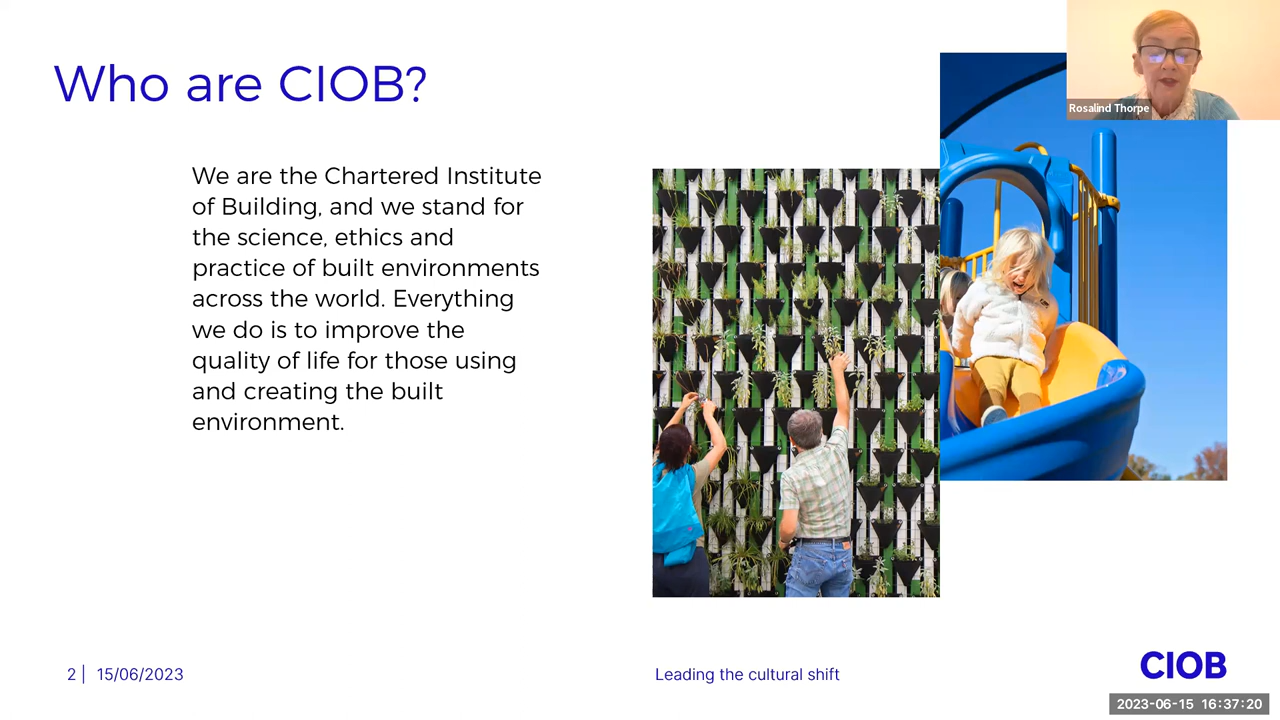 Who are CIOB?
Rosalind Thorpe
We are the Chartered Institute
of Building, and we stand for
the science, ethics and
practice of built environments
across the world. Everything
we do is to improve the
quality of life for those using
and creating the built
environment.
2 | 15/06/2023
Leading the cultural shift
CIOB
2023-06-15 16:37:20